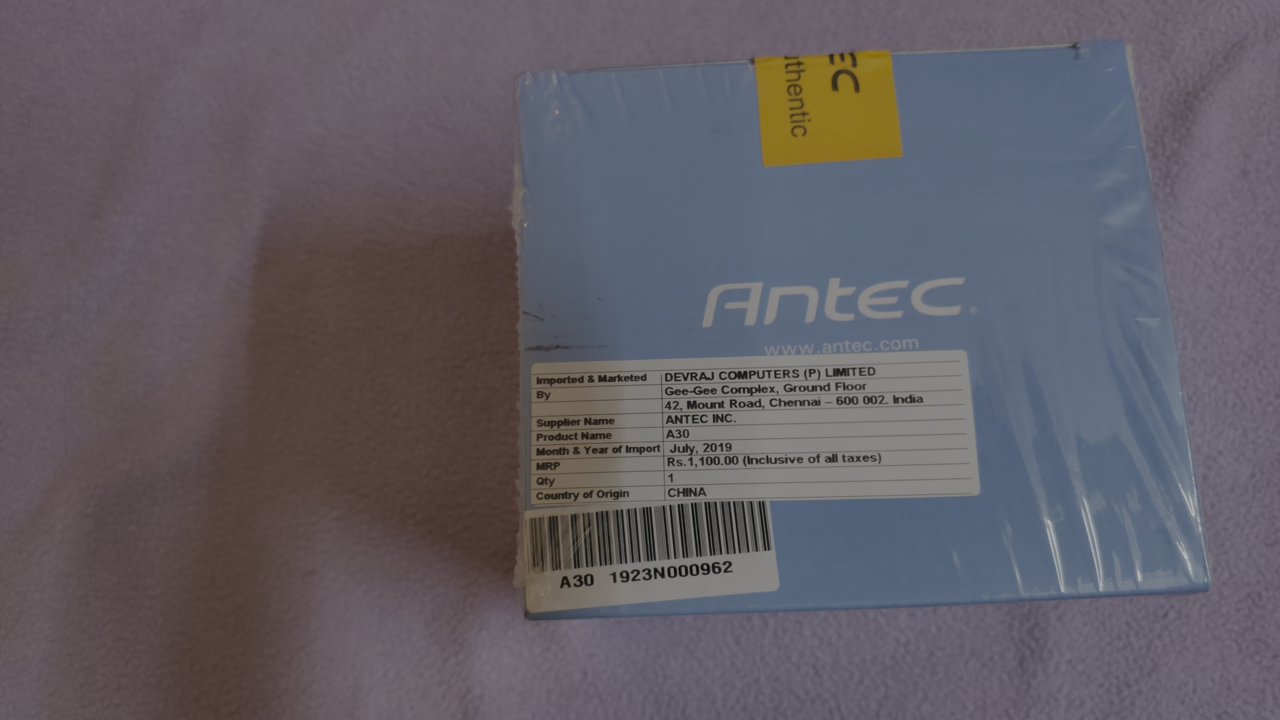 EC
uthentic
Antec
www.antec.com
Imported & Marketed By DEVRAJ COMPUTERS (P) LIMITED
Gee-Gee Complex, Ground Floor
42, Mount Road, Chennai – 600 002. India
Supplier Name ANTEC INC.
Product Name A30
Month & Year of Import July, 2019
MRP Rs.1,100.00 (Inclusive of all taxes)
Qty 1
Country of Origin CHINA
A30 1923N000962